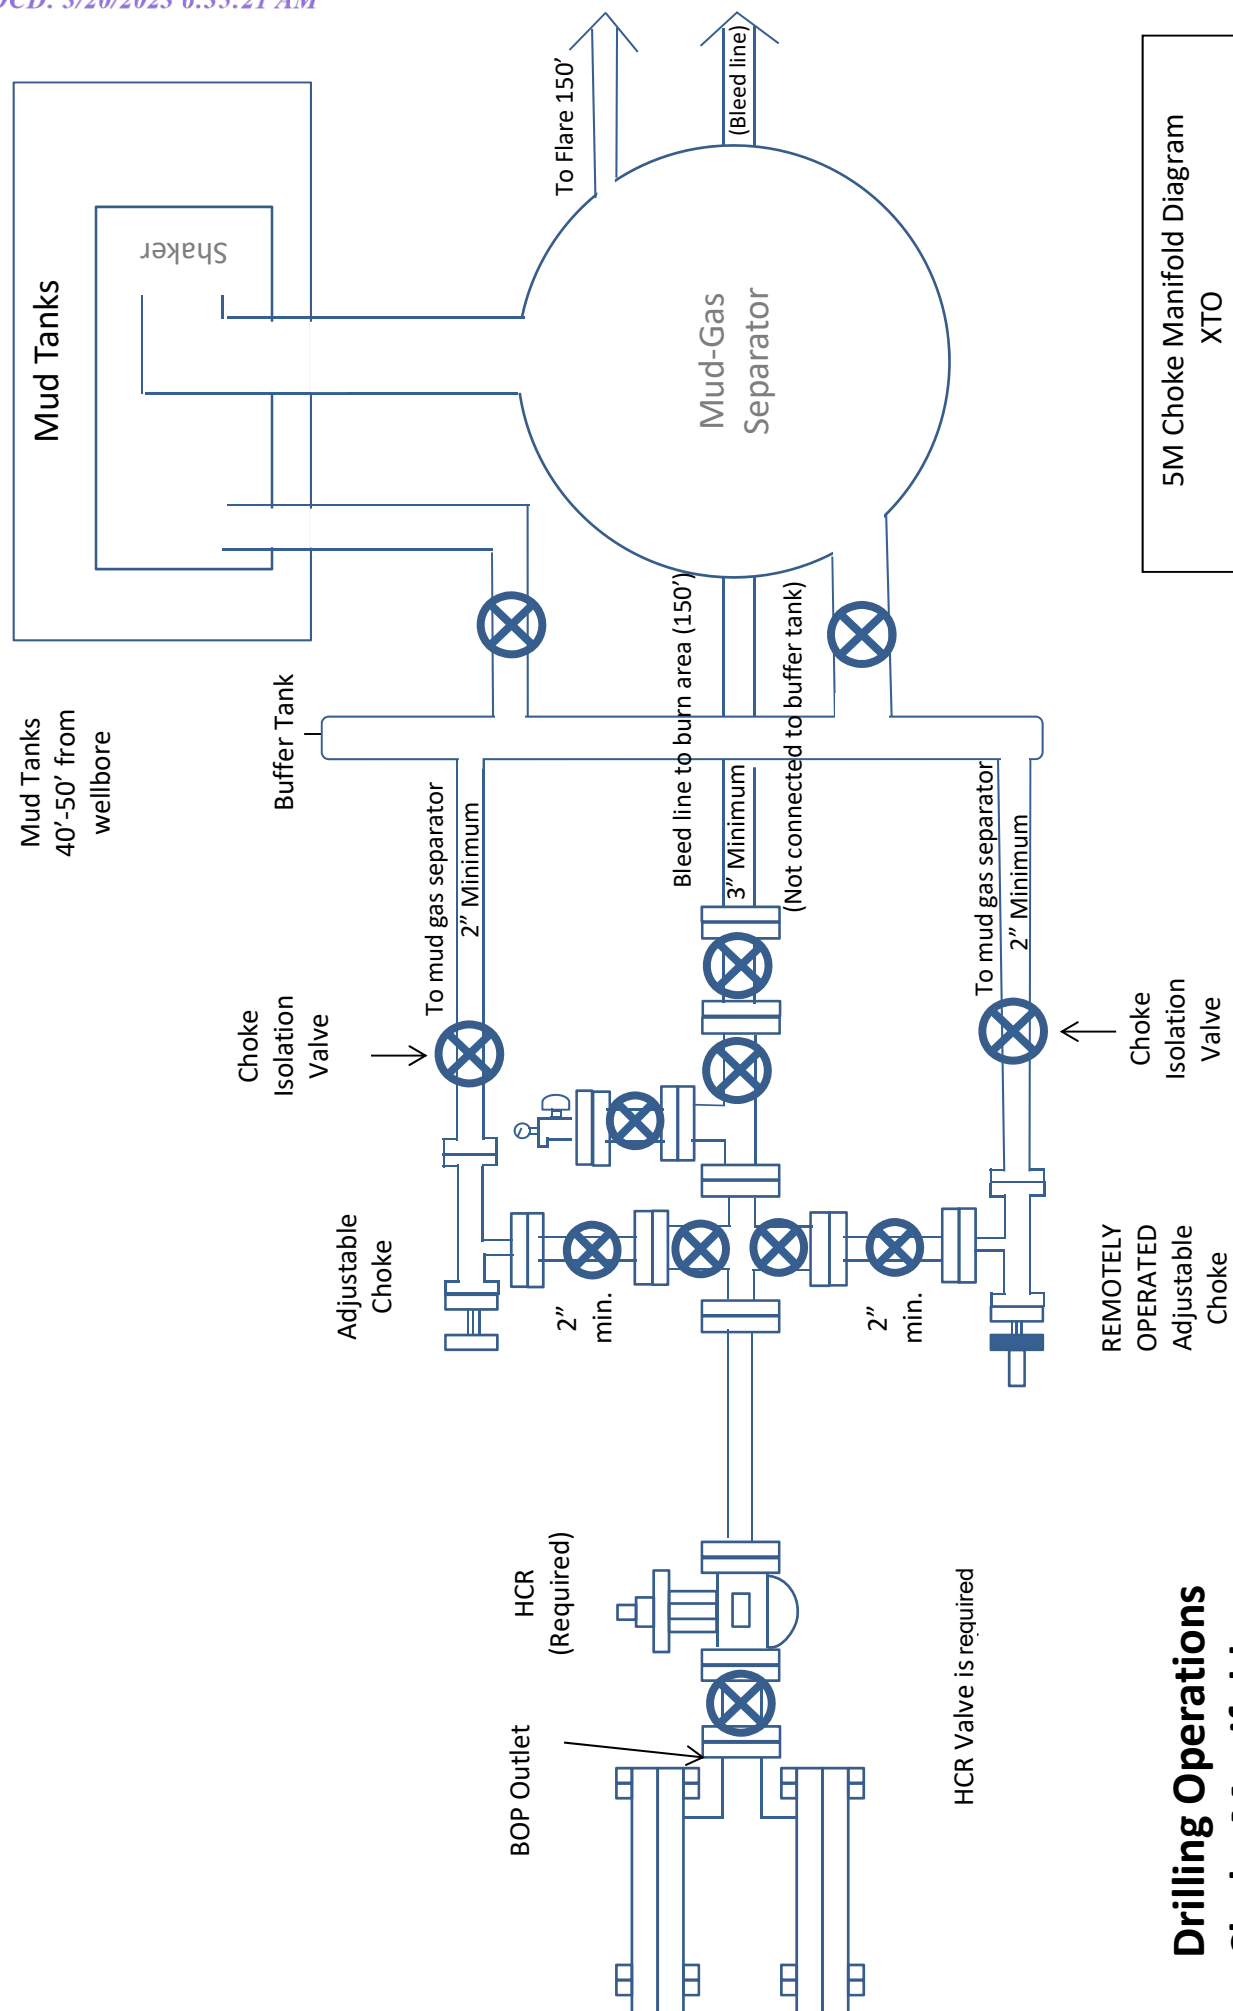 OCD: 3/20/2023 6:35:21 AM
Mud Tanks
Shaker
To Flare 150’
(Bleed line)
Mud-Gas
Separator
5M Choke Manifold Diagram
XTO
Mud Tanks
40’-50’ from
wellbore
Buffer Tank
Bleed line to burn area (150’)
3” Minimum
(Not connected to buffer tank)
To mud gas separator
2” Minimum
To mud gas separator
2” Minimum
Choke
Isolation
Valve
Choke
Isolation
Valve
Adjustable
Choke
2”
min.
2”
min.
REMOTELY
OPERATED
Adjustable
Choke
HCR
(Required)
BOP Outlet
HCR Valve is required
Drilling Operations